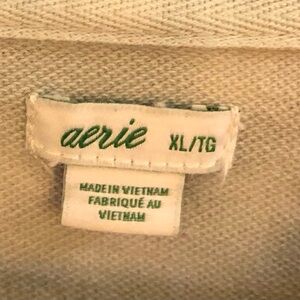 aerie XL/TG
MADE IN VIETNAM
FABRIQUÉ AU
VIETNAM